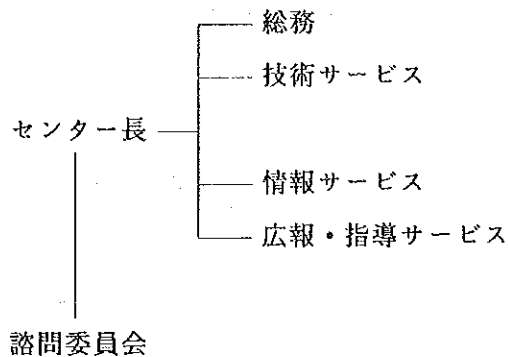 総務
技術サービス
センター長
情報サービス
広報・指導サービス
諮問委員会